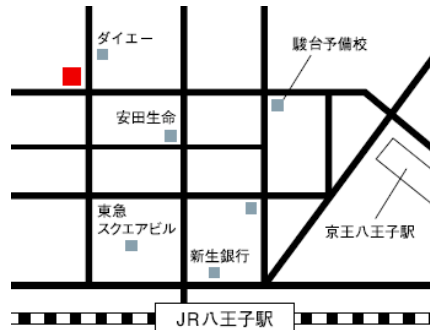 ダイエー
駿台予備校
安田生命
東急
スクエアビル
新生銀行
京王八王子駅
JR八王子駅